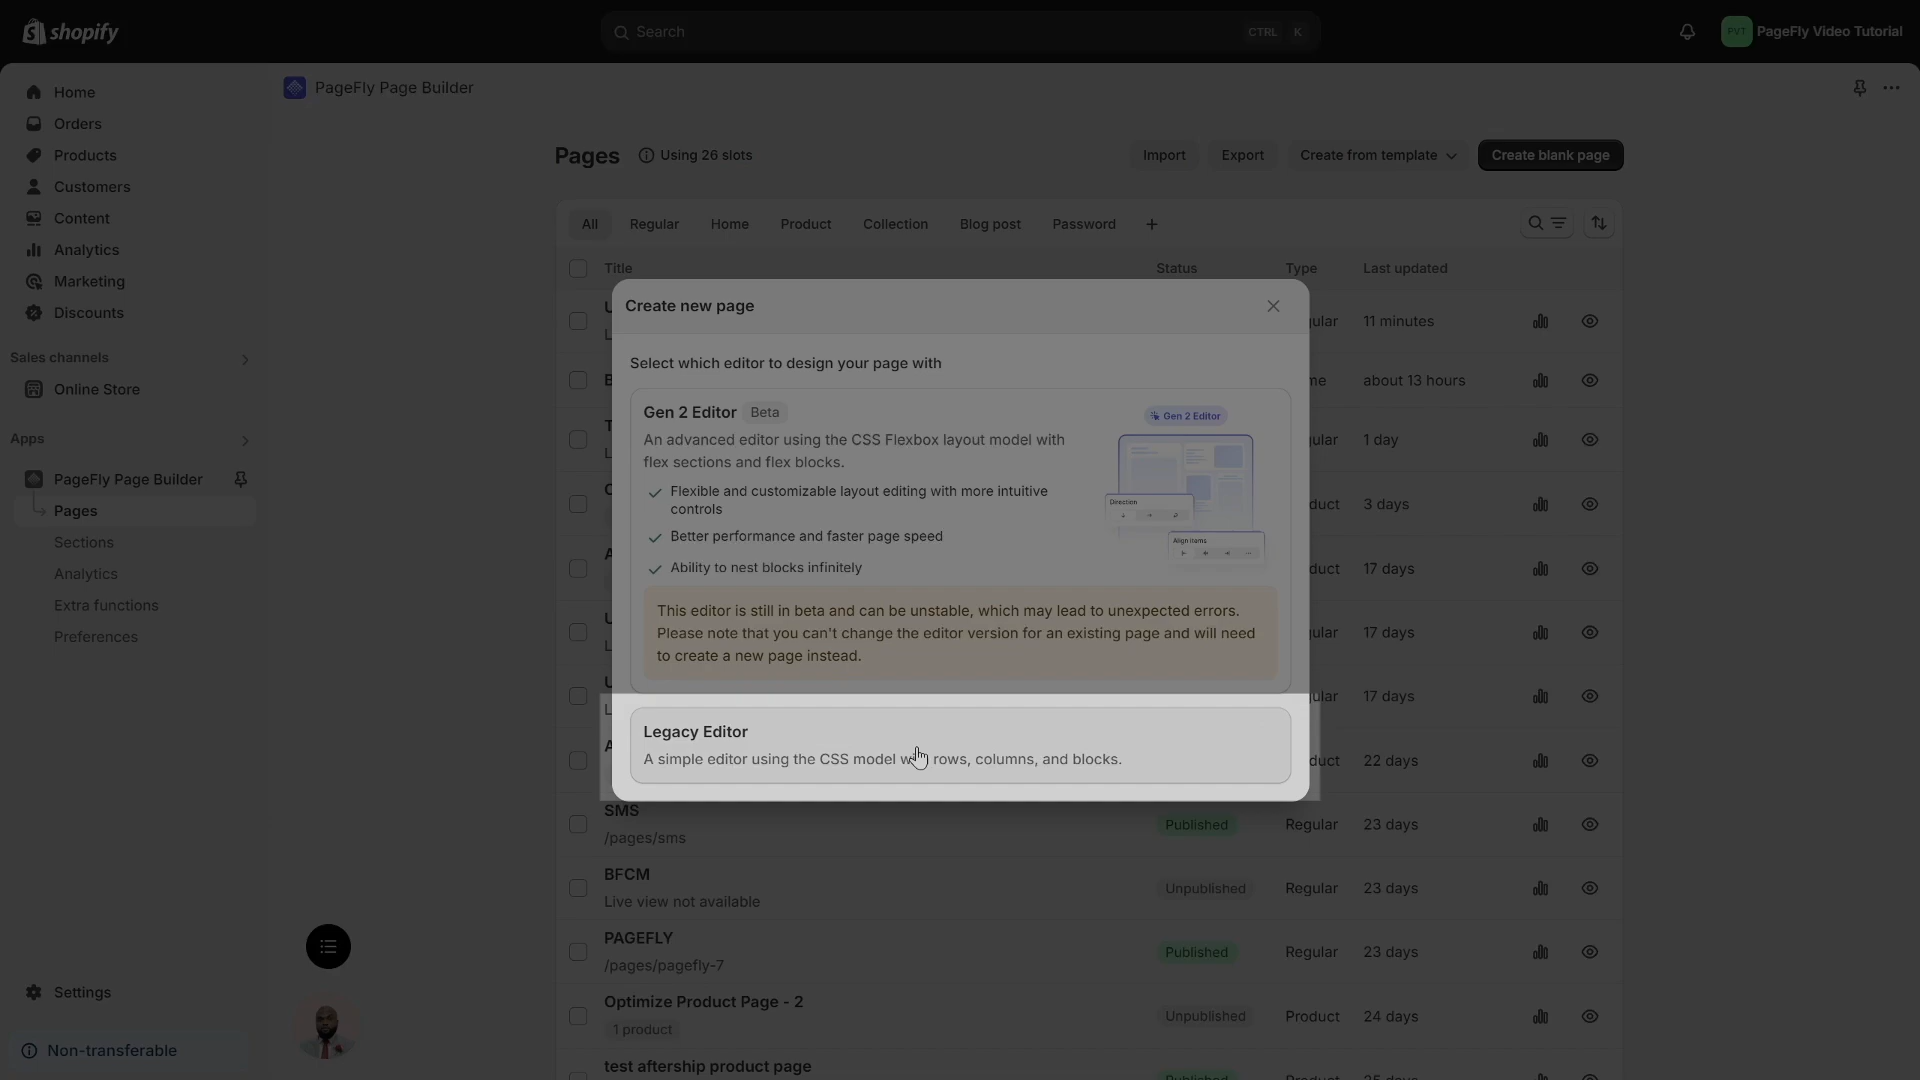 shopify
Search
CTRL K
PVT
PageFly Video Tutorial
Home
Orders
Products
Customers
Content
Analytics
Marketing
Discounts
Sales channels
Online Store
Apps
PageFly Page Builder
Pages
Sections
Analytics
Extra functions
Preferences
Settings
Non-transferable
PageFly Page Builder
Pages
Using 26 slots
Import
Export
Create from template
Create blank page
All
Regular
Home
Product
Collection
Blog post
Password
Title
Status
Type
Last updated
11 minutes
about 13 hours
1 day
3 days
17 days
17 days
17 days
22 days
Create new page
Select which editor to design your page with
Gen 2 Editor
Beta
An advanced editor using the CSS Flexbox layout model with
flex sections and flex blocks.
Flexible and customizable layout editing with more intuitive
controls
Better performance and faster page speed
Ability to nest blocks infinitely
Gen 2 Editor
Direction
Align items
This editor is still in beta and can be unstable, which may lead to unexpected errors.
Please note that you can't change the editor version for an existing page and will need
to create a new page instead.
Legacy Editor
A simple editor using the CSS model rows, columns, and blocks.
SMS
/pages/sms
Published
Regular
23 days
BFCM
Live view not available
Unpublished
Regular
23 days
PAGEFLY
/pages/pagefly-7
Published
Regular
23 days
Optimize Product Page - 2
1 product
Unpublished
Product
24 days
test aftership product page